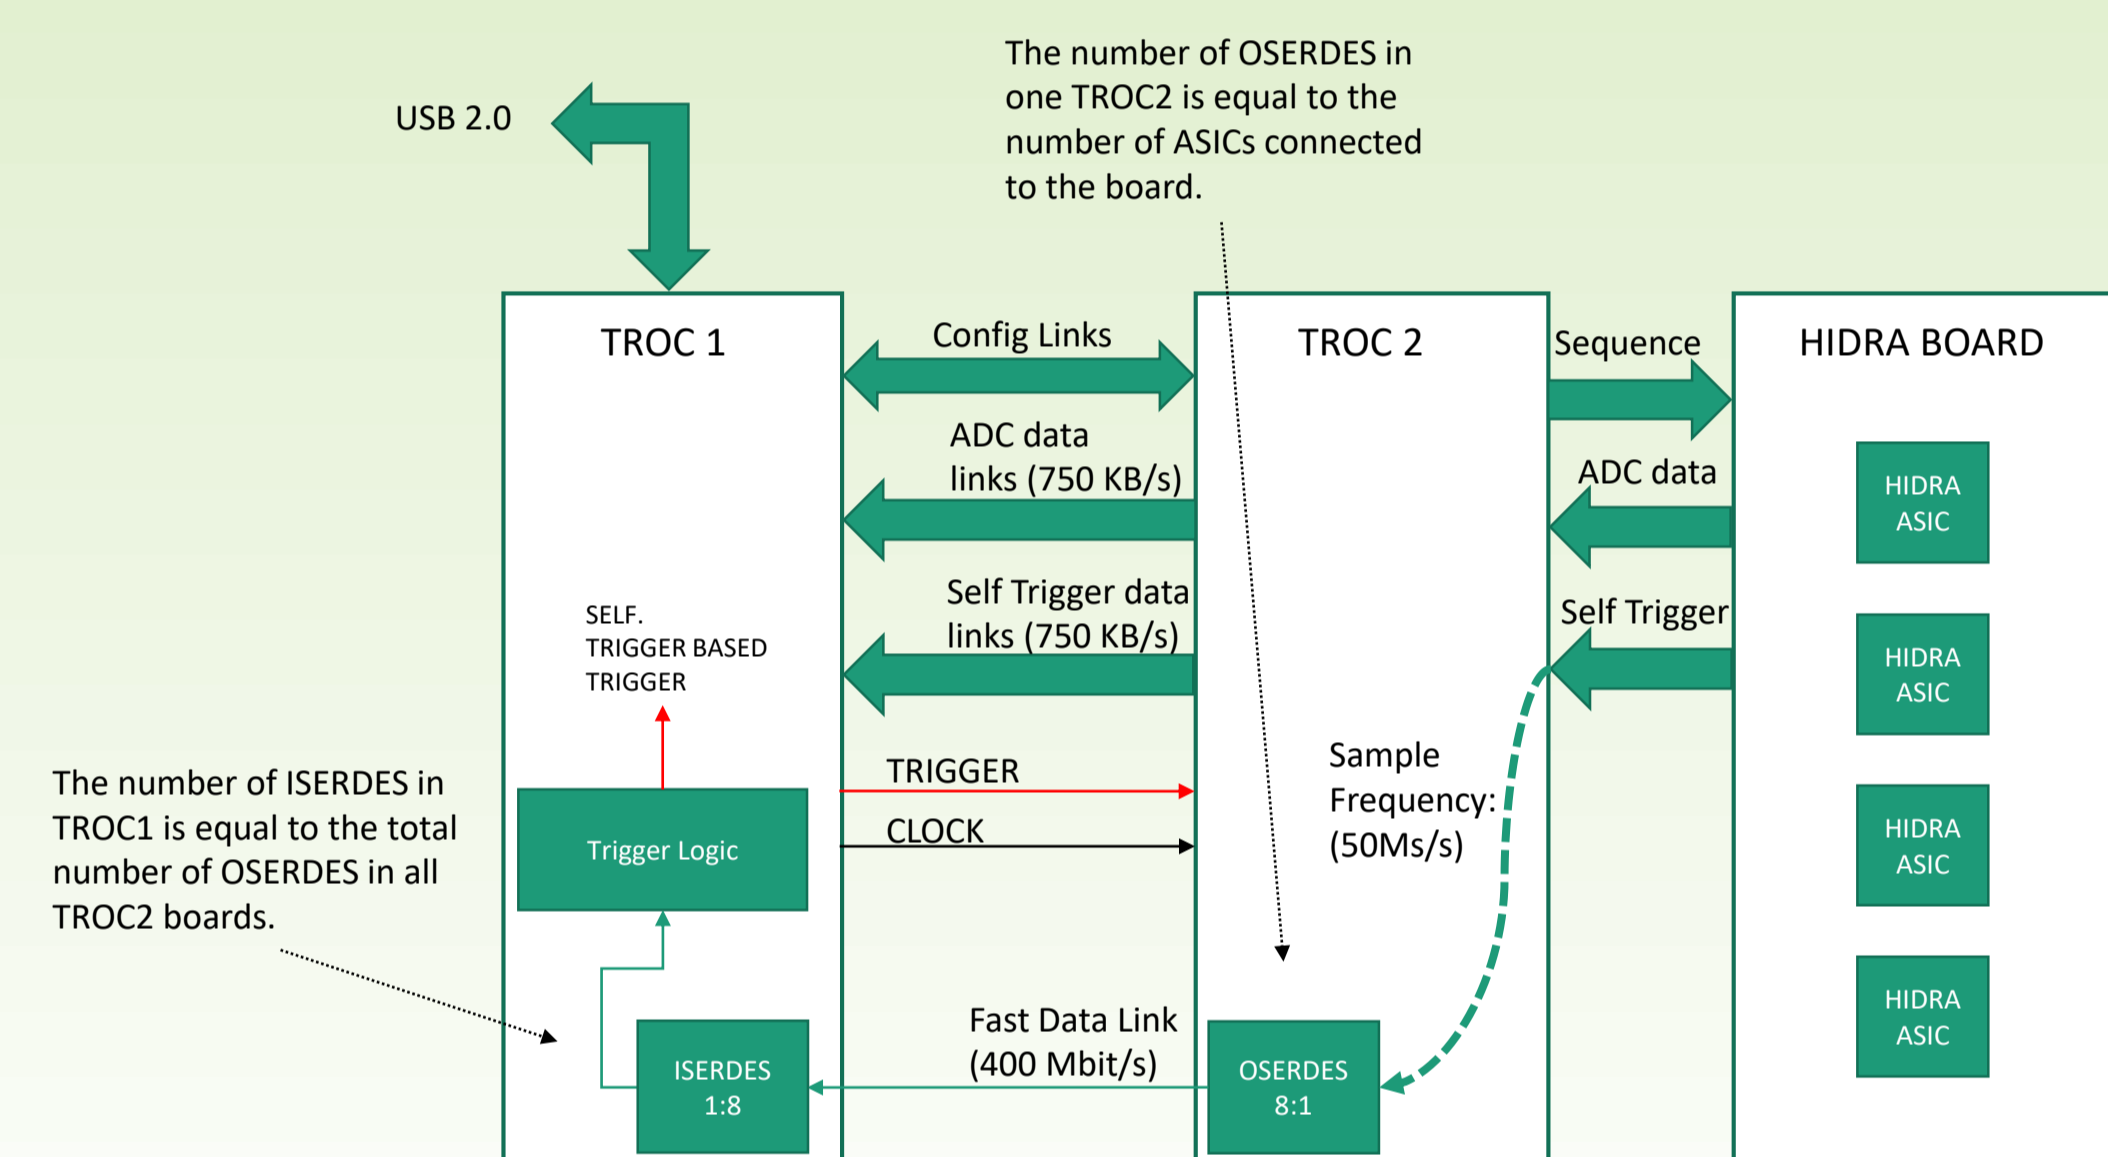 The number of OSERDES in
one TROC2 is equal to the
number of ASICs connected
to the board.
USB 2.0
TROC 1
Config Links
TROC 2
Sequence
HIDRA BOARD
ADC data
links (750 KB/s)
ADC data
HIDRA
ASIC
Self Trigger data
links (750 KB/s)
Self Trigger
SELF.
TRIGGER BASED
TRIGGER
HIDRA
ASIC
The number of ISERDES in
TROC1 is equal to the total
number of OSERDES in all
TROC2 boards.
Trigger Logic
TRIGGER
CLOCK
Sample
Frequency:
(50Ms/s)
HIDRA
ASIC
Fast Data Link
(400 Mbit/s)
ISERDES
1:8
OSERDES
8:1
HIDRA
ASIC